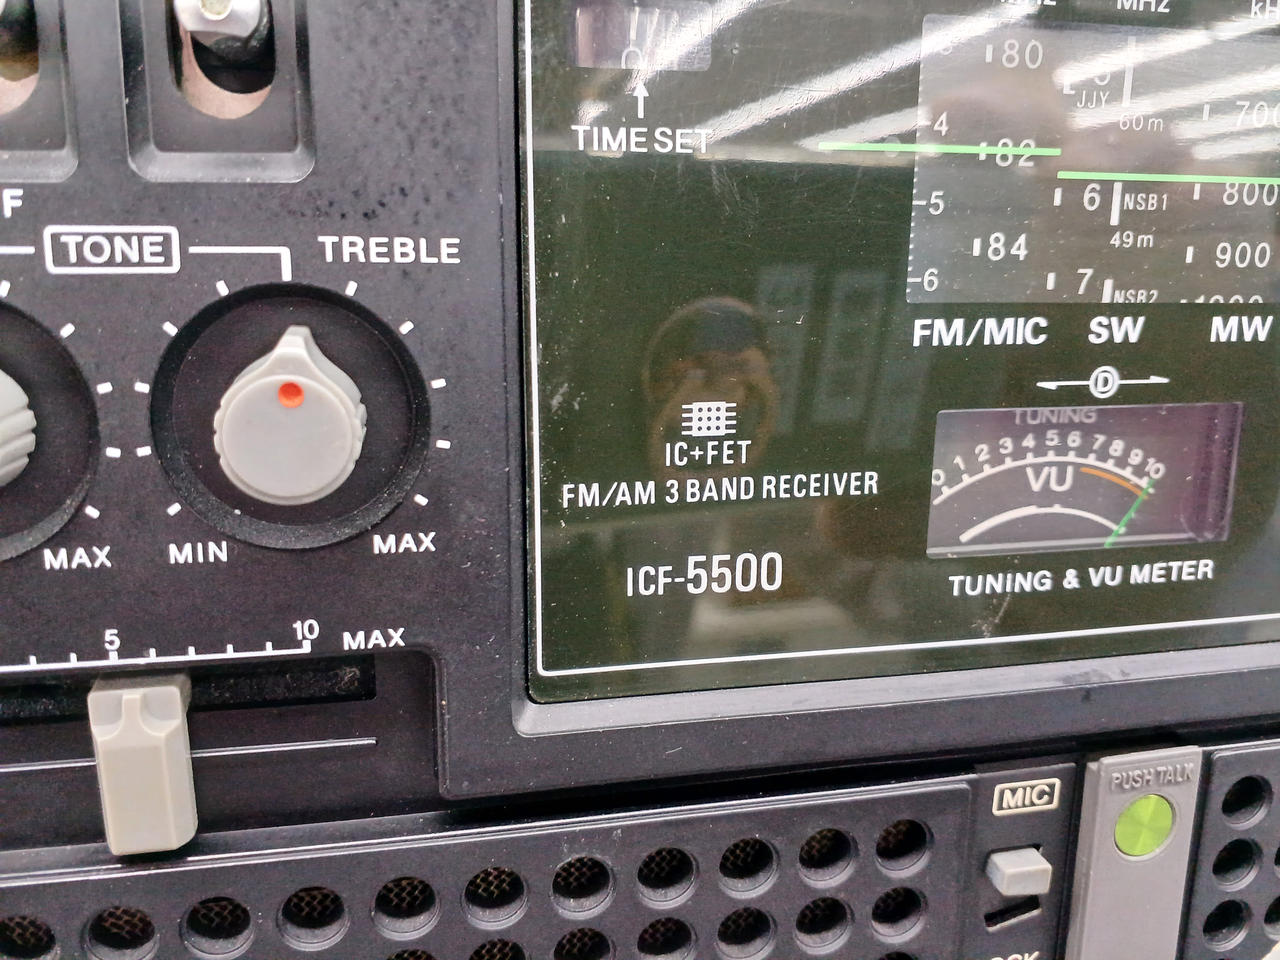 MHz
TIME SET
F
TONE
TREBLE
MAX
MIN
MAX
5
10
MAX
80
4
82
5
84
6
JJY
60m
6
NSB1
49m
7
NSB2
700
800
900
FM/MIC
SW
MW
D
IC+FET
FM/AM 3 BAND RECEIVER
ICF-5500
TUNING
0 1 2 3 4 5 6 7 8 9 10
VU
TUNING & VU METER
MIC
PUSH TALK